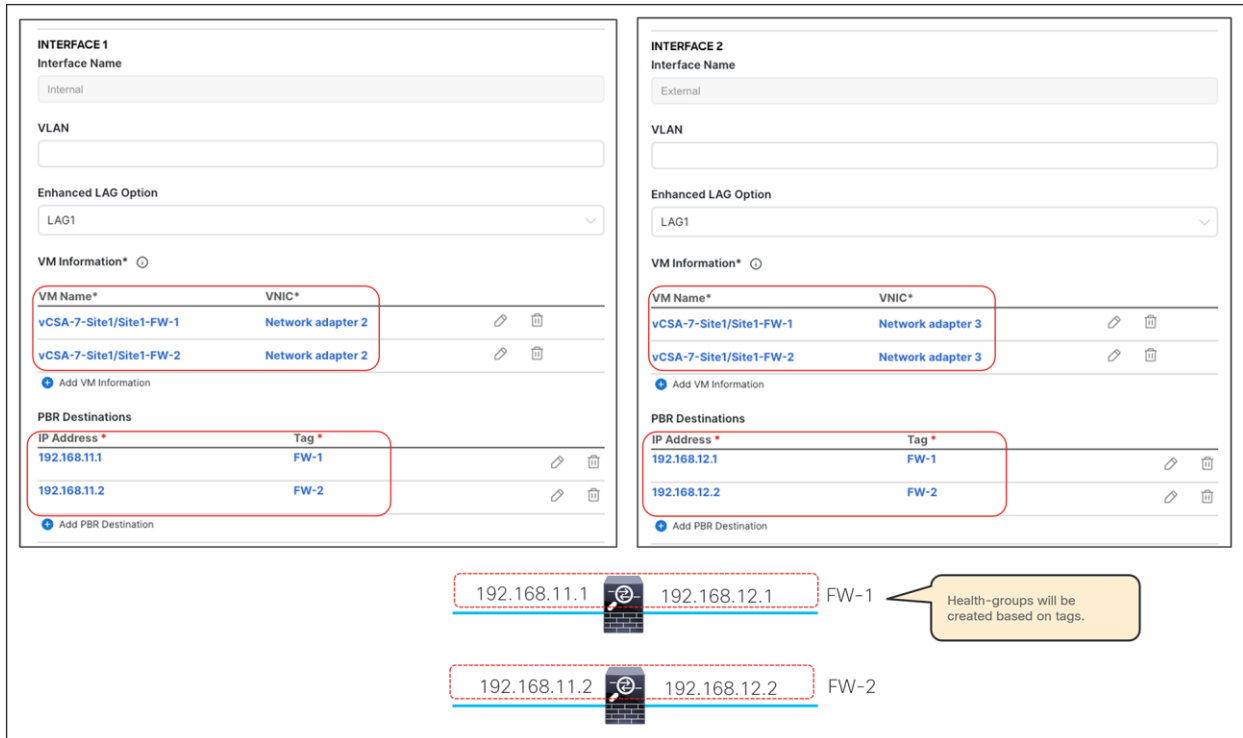 INTERFACE 1
Interface Name
Internal
VLAN
Enhanced LAG Option
LAG1
VM Information*
VM Name* VNIC*
vCSA-7-Site1/Site1-FW-1 Network adapter 2
vCSA-7-Site1/Site1-FW-2 Network adapter 2
Add VM Information
PBR Destinations
IP Address * Tag *
192.168.11.1 FW-1
192.168.11.2 FW-2
Add PBR Destination
INTERFACE 2
Interface Name
External
VLAN
Enhanced LAG Option
LAG1
VM Information*
VM Name* VNIC*
vCSA-7-Site1/Site1-FW-1 Network adapter 3
vCSA-7-Site1/Site1-FW-2 Network adapter 3
Add VM Information
PBR Destinations
IP Address * Tag *
192.168.12.1 FW-1
192.168.12.2 FW-2
Add PBR Destination
192.168.11.1 192.168.12.1 FW-1
Health-groups will be
created based on tags.
192.168.11.2 192.168.12.2 FW-2